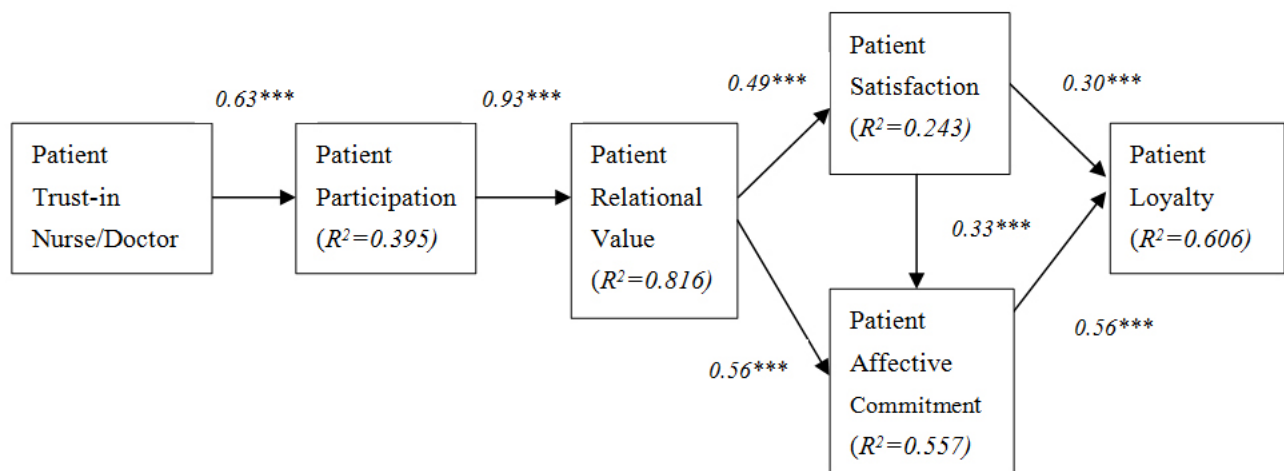 Patient
Trust-in
Nurse/Doctor
0.63***
Patient
Participation
(R²=0.395)
0.93***
Patient
Relational
Value
(R²=0.816)
0.49***
0.56***
Patient
Satisfaction
(R²=0.243)
0.33***
Patient
Affective
Commitment
(R²=0.557)
0.30***
0.56***
Patient
Loyalty
(R²=0.606)